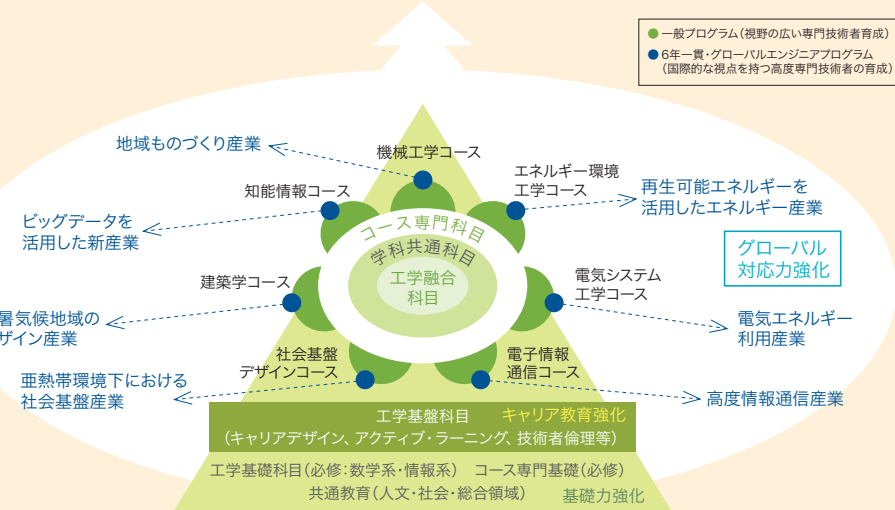 ●一般プログラム(視野の広い専門技術者育成)
●6年一貫・グローバルエンジニアプログラム
(国際的な視点を持つ高度専門技術者の育成)
地域ものづくり産業
機械工学コース
エネルギー環境
工学コース
知能情報コース
再生可能エネルギーを
活用したエネルギー産業
ビッグデータを
活用した新産業
コース専門科目
学科共通科目
工学融合
科目
グローバル
対応力強化
建築学コース
電気システム
工学コース
暑気候地域の
ザイン産業
電気エネルギー
利用産業
社会基盤
デザインコース
電子情報
通信コース
亜熱帯環境下における
社会基盤産業
高度情報通信産業
工学基盤科目 キャリア教育強化
(キャリアデザイン、アクティブ・ラーニング、技術者倫理等)
工学基礎科目(必修:数学系・情報系) コース専門基礎(必修)
共通教育(人文・社会・総合領域) 基礎力強化